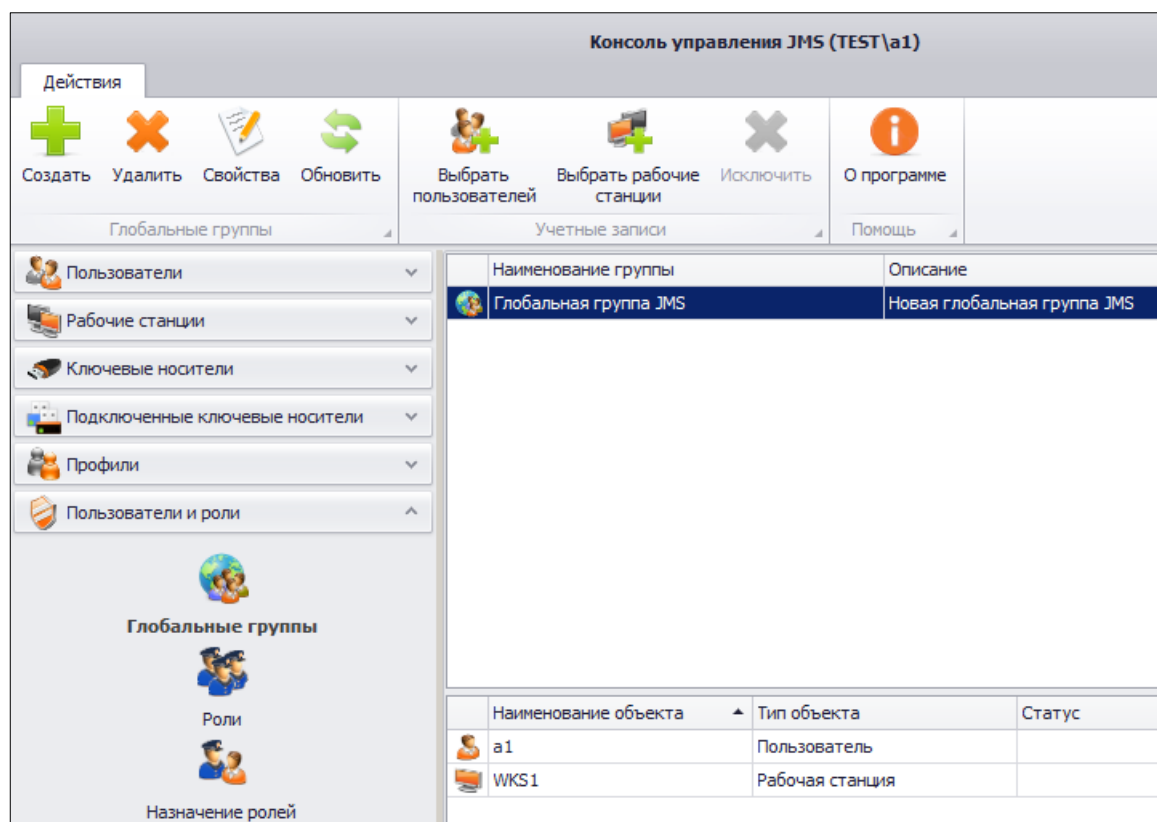 Консоль управления JMS (TEST\a1)
Действия
Создать Удалить Свойства Обновить Выбрать пользователей Выбрать рабочие станции Исключить О программе
Глобальные группы Учетные записи Помощь
Пользователи
Рабочие станции
Ключевые носители
Подключенные ключевые носители
Профили
Пользователи и роли
Глобальные группы
Роли
Назначение ролей
Наименование группы Описание
Глобальная группа JMS Новая глобальная группа JMS
Наименование объекта Тип объекта Статус
a1 Пользователь
WKS1 Рабочая станция